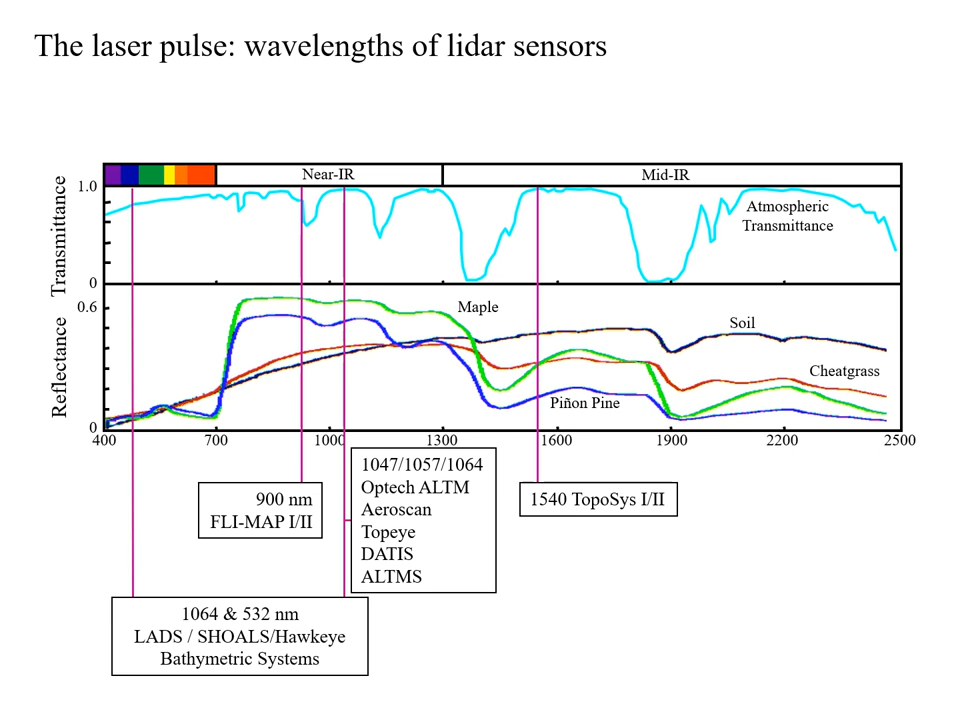 The laser pulse: wavelengths of lidar sensors
Near-IR
Mid-IR
Transmittance
1.0
0
Atmospheric
Transmittance
Reflectance
0.6
0
Maple
Soil
Cheatgrass
Piñon Pine
400
700
1000
1300
1600
1900
2200
2500
900 nm
FLI-MAP I/II
1047/1057/1064
Optech ALTM
Aeroscan
Topeye
DATIS
ALTMS
1540 TopoSys I/II
1064 & 532 nm
LADS / SHOALS/Hawkeye
Bathymetric Systems